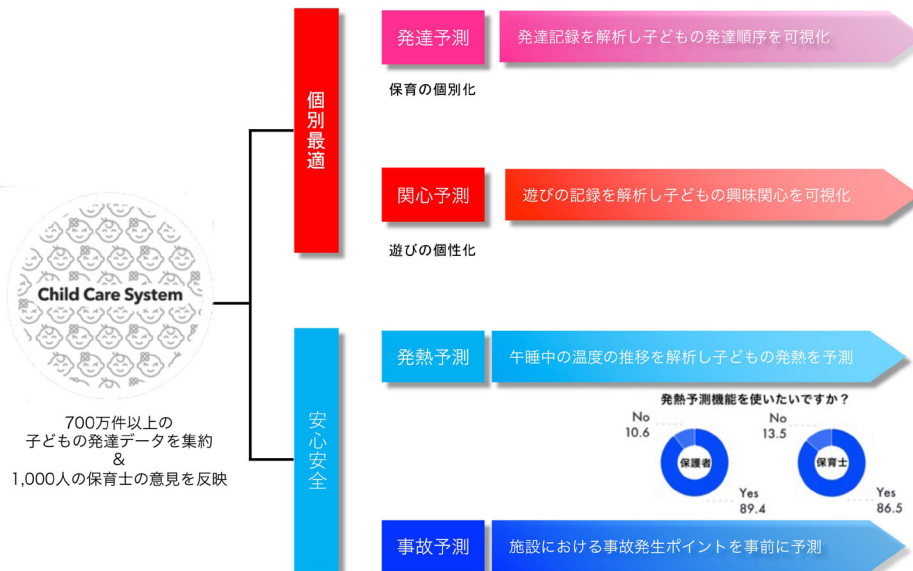 Child Care System
700万件以上の
子どもの発達データを集約
&
1,000人の保育士の意見を反映
個別最適
発達予測
発達記録を解析し子どもの発達順序を可視化
保育の個別化
関心予測
遊びの記録を解析し子どもの興味関心を可視化
遊びの個性化
安心安全
発熱予測
午睡中の温度の推移を解析し子どもの発熱を予測
発熱予測機能を使いたいですか？
No
10.6
保護者
Yes
89.4
No
13.5
保育士
Yes
86.5
事故予測
施設における事故発生ポイントを事前に予測